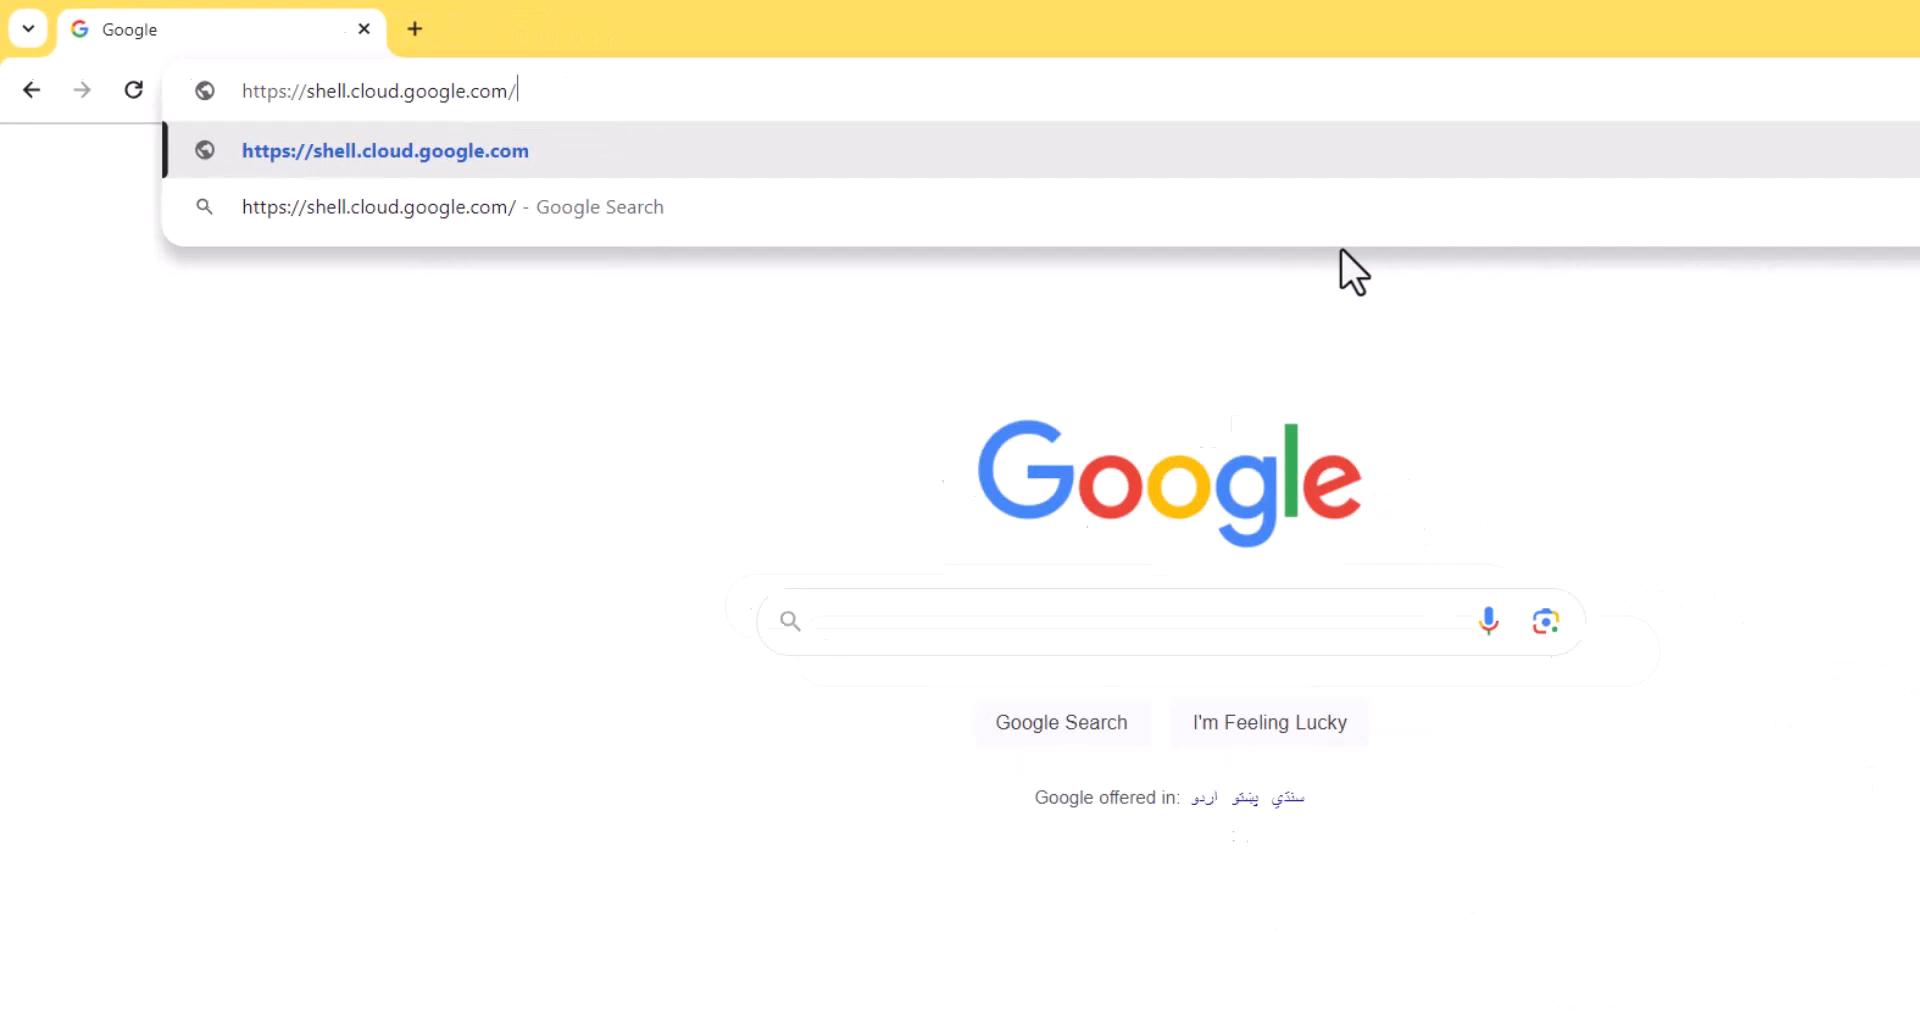 Google
https://shell.cloud.google.com/
https://shell.cloud.google.com
https://shell.cloud.google.com/ - Google Search
Google
Google Search
I'm Feeling Lucky
Google offered in: اردو پښتو سنڌي